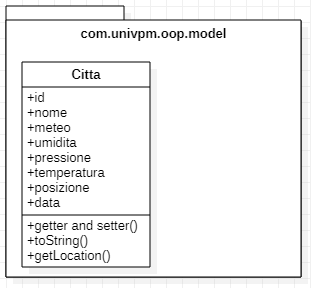 com.univpm.oop.model
Citta
+id
+nome
+meteo
+umidita
+pressione
+temperatura
+posizione
+data
+getter and setter()
+toString()
+getLocation()